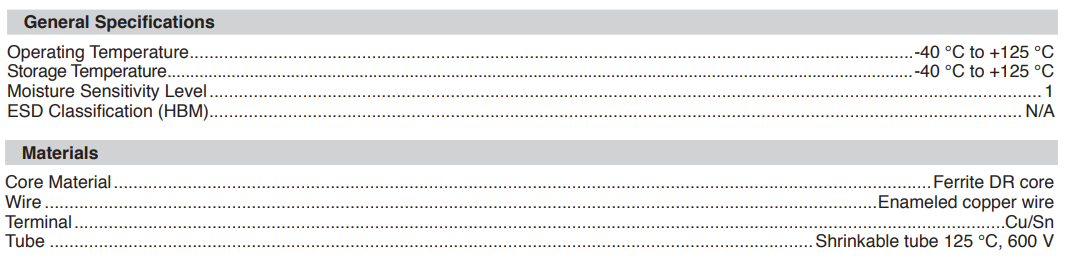 General Specifications
Operating Temperature..........-40 °C to +125 °C
Storage Temperature..........-40 °C to +125 °C
Moisture Sensitivity Level..........1
ESD Classification (HBM)..........N/A
Materials
Core Material..........Ferrite DR core
Wire..........Enameled copper wire
Terminal..........Cu/Sn
Tube..........Shrinkable tube 125 °C, 600 V